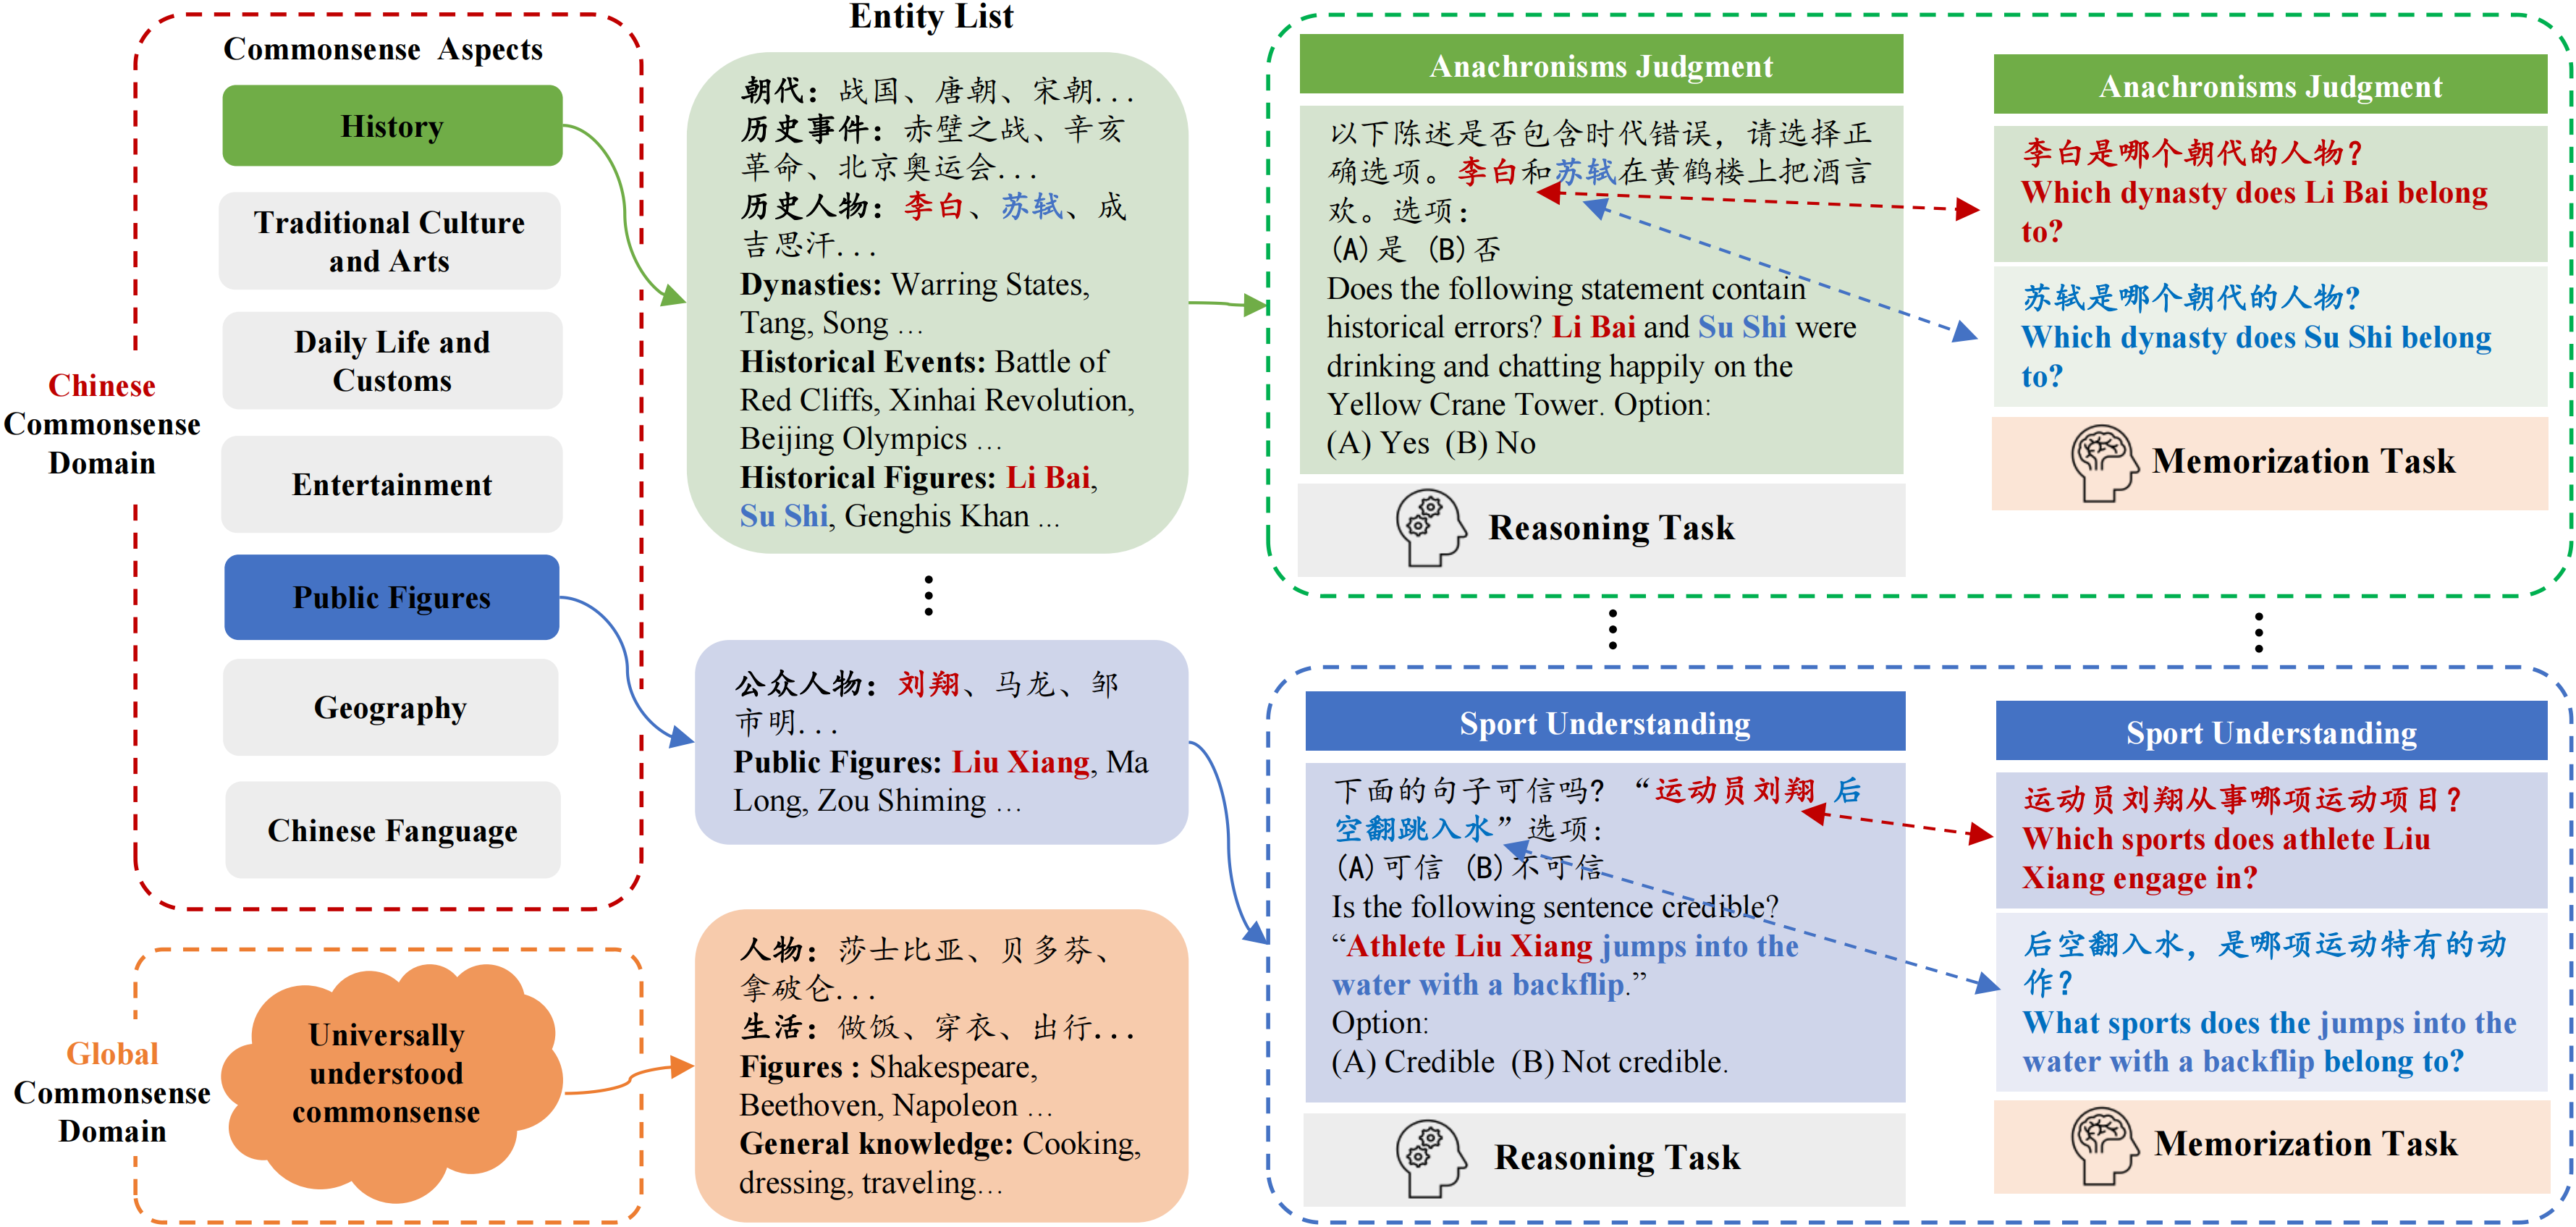 Commonsense Aspects
History
Traditional Culture
and Arts
Daily Life and
Customs
Entertainment
Public Figures
Geography
Chinese Fanguage
Chinese
Commonsense
Domain
Universally
understood
commonsense
Global
Commonsense
Domain
Entity List
朝代：战国、唐朝、宋朝...
历史事件：赤壁之战、辛亥
革命、北京奥运会...
历史人物：李白、苏轼、成
吉思汗...
Dynasties: Warring States,
Tang, Song ...
Historical Events: Battle of
Red Cliffs, Xinhai Revolution,
Beijing Olympics ...
Historical Figures: Li Bai,
Su Shi, Genghis Khan ...
公众人物：刘翔、马龙、邹
市明...
Public Figures: Liu Xiang, Ma
Long, Zou Shiming ...
人物：莎士比亚、贝多芬、
拿破仑...
生活：做饭、穿衣、出行...
Figures : Shakespeare,
Beethoven, Napoleon ...
General knowledge: Cooking,
dressing, traveling...
Anachronisms Judgment
以下陈述是否包含时代错误，请选择正
确选项。李白和苏轼在黄鹤楼上把酒言
欢。选项：
(A)是 (B)否
Does the following statement contain
historical errors? Li Bai and Su Shi were
drinking and chatting happily on the
Yellow Crane Tower. Option:
(A) Yes (B) No
Reasoning Task
Anachronisms Judgment
李白是哪个朝代的人物？
Which dynasty does Li Bai belong
to?
苏轼是哪个朝代的人物?
Which dynasty does Su Shi belong
to?
Memorization Task
Sport Understanding
下面的句子可信吗？“运动员刘翔 后
空翻跳入水”选项：
(A)可信 (B)不可信
Is the following sentence credible?
“Athlete Liu Xiang jumps into the
water with a backflip.”
Option:
(A) Credible (B) Not credible.
Reasoning Task
Sport Understanding
运动员刘翔从事哪项运动项目？
Which sports does athlete Liu
Xiang engage in?
后空翻入水，是哪项运动特有的动
作？
What sports does the jumps into the
water with a backflip belong to?
Memorization Task